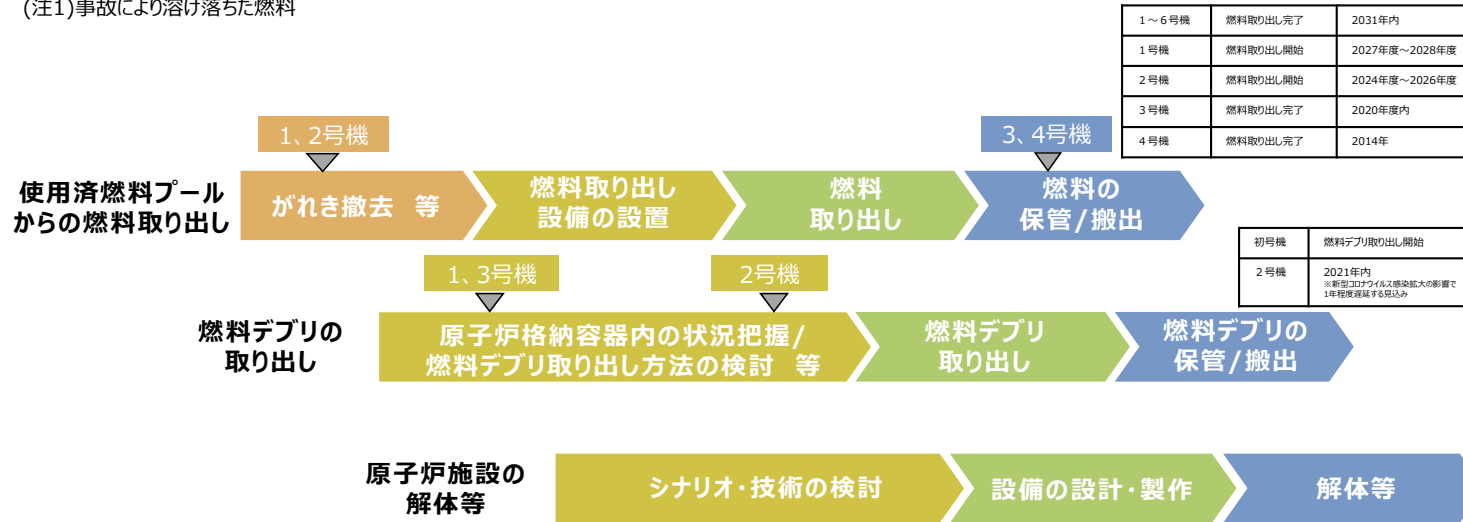 (注1)事故により溶け落ちた燃料
1～6号機 燃料取り出し完了 2031年内
1号機 燃料取り出し開始 2027年度～2028年度
2号機 燃料取り出し開始 2024年度～2026年度
3号機 燃料取り出し完了 2020年度内
4号機 燃料取り出し完了 2014年
1、2号機
3、4号機
使用済燃料プール
からの燃料取り出し
がれき撤去 等
燃料取り出し
設備の設置
燃料
取り出し
燃料の
保管/搬出
初号機 燃料デブリ取り出し開始
2号機 2021年内
※新型コロナウイルス感染拡大の影響で
1年程度遅延する見込み
1、3号機
2号機
燃料デブリの
取り出し
原子炉格納容器内の状況把握/
燃料デブリ取り出し方法の検討 等
燃料デブリ
取り出し
燃料デブリの
保管/搬出
原子炉施設の
解体等
シナリオ・技術の検討
設備の設計・製作
解体等